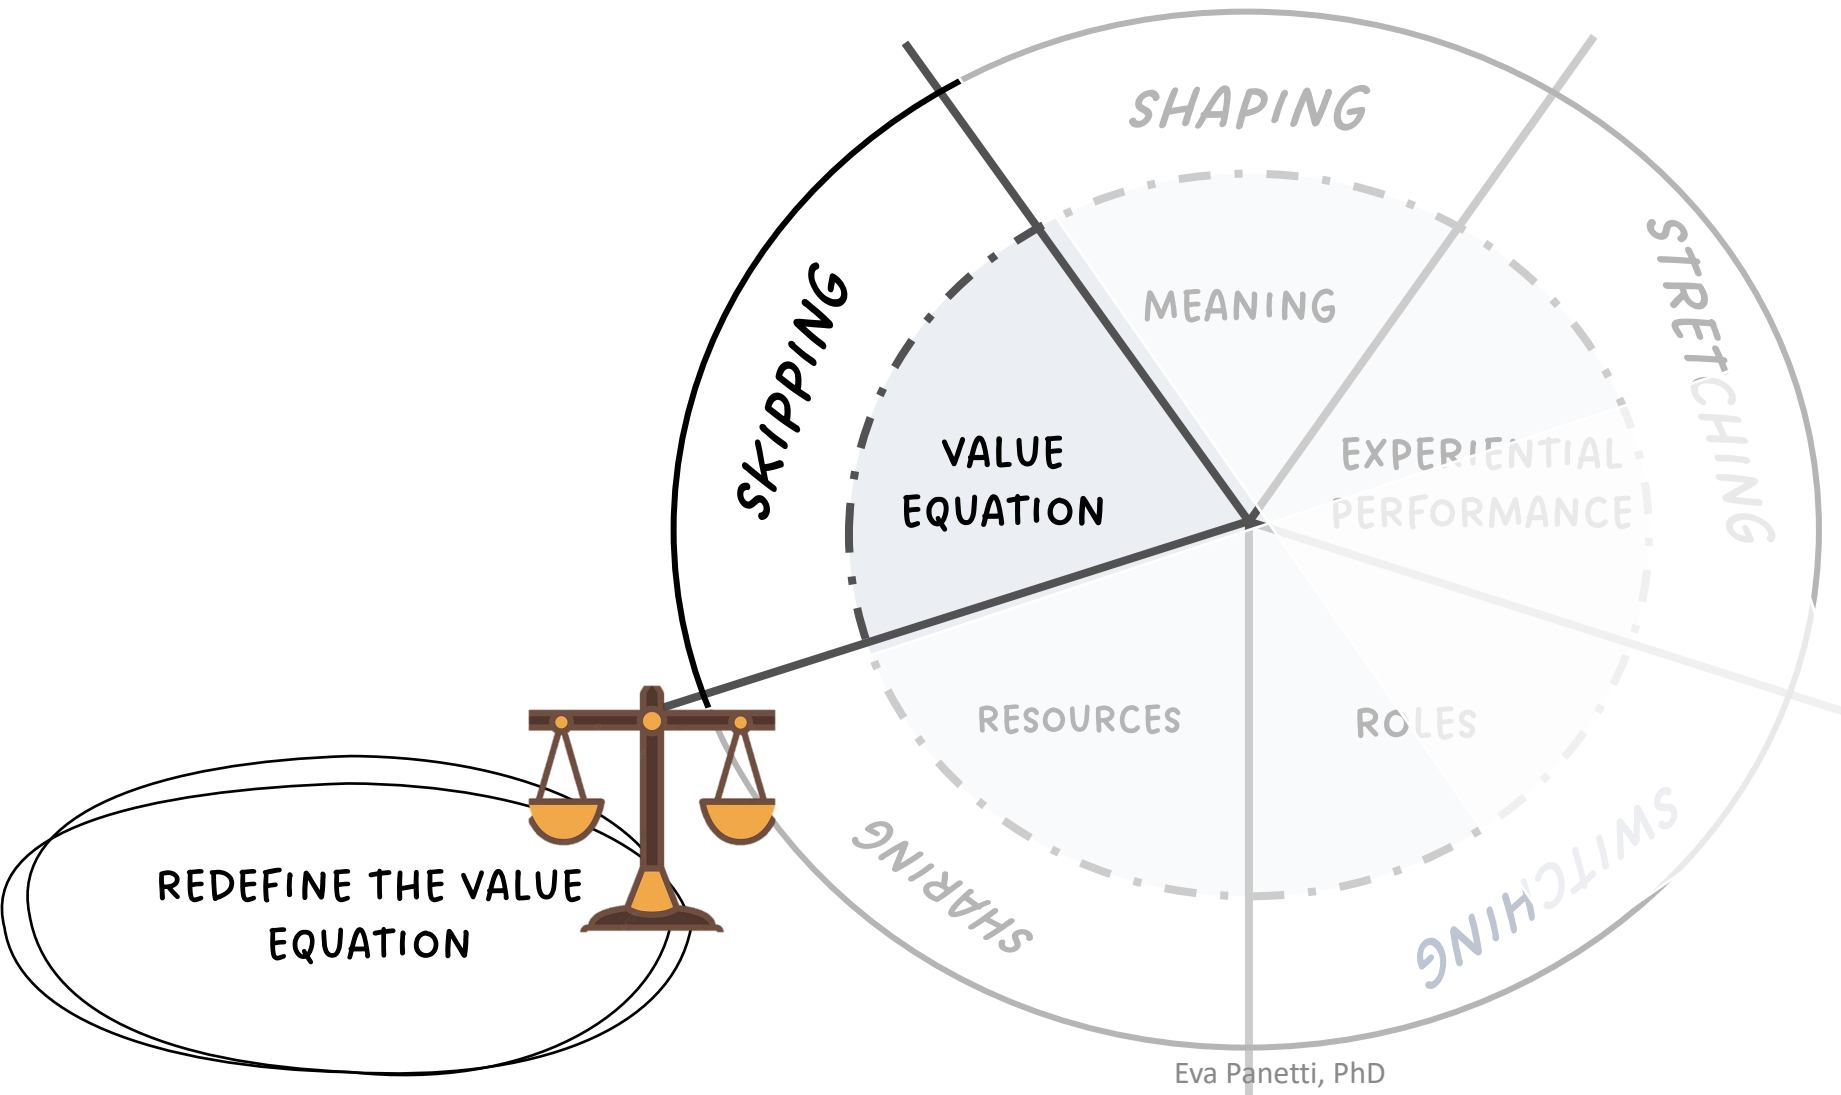 SHAPING
STRETCHING
SKIPPING
MEANING
VALUE
EQUATION
EXPERIENTIAL
PERFORMANCE
RESOURCES
ROLES
SHARING
SWITCHING
REDEFINE THE VALUE
EQUATION
Eva Panetti, PhD